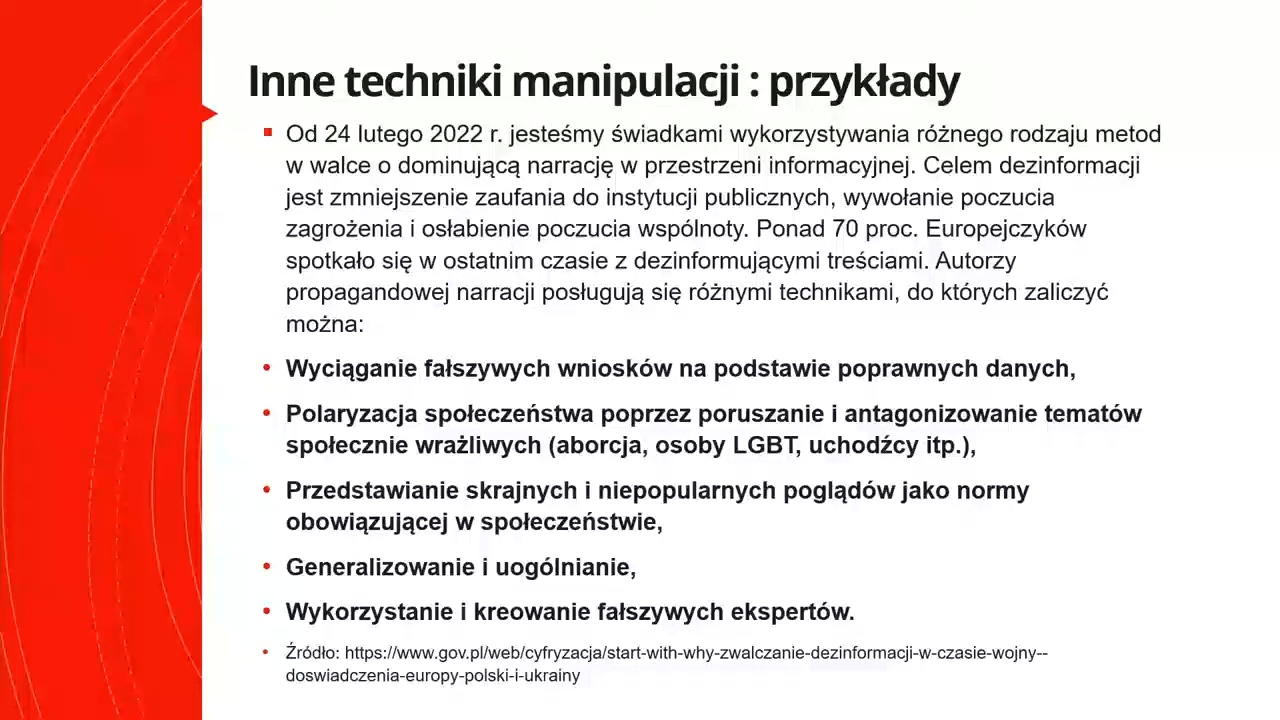 Inne techniki manipulacji : przykłady
Od 24 lutego 2022 r. jesteśmy świadkami wykorzystywania różnego rodzaju metod
w walce o dominującą narrację w przestrzeni informacyjnej. Celem dezinformacji
jest zmniejszenie zaufania do instytucji publicznych, wywołanie poczucia
zagrożenia i osłabienie poczucia wspólnoty. Ponad 70 proc. Europejczyków
spotkało się w ostatnim czasie z dezinformującymi treściami. Autorzy
propagandowej narracji posługują się różnymi technikami, do których zaliczyć
można:
• Wyciąganie fałszywych wniosków na podstawie poprawnych danych,
• Polaryzacja społeczeństwa poprzez poruszanie i antagonizowanie tematów
społecznie wrażliwych (aborcja, osoby LGBT, uchodźcy itp.),
• Przedstawianie skrajnych i niepopularnych poglądów jako normy
obowiązującej w społeczeństwie,
• Generalizowanie i uogólnianie,
• Wykorzystanie i kreowanie fałszywych ekspertów.
• Źródło: https://www.gov.pl/web/cyfryzacja/start-with-why-zwalczanie-dezinformacji-w-czasie-wojny--
doswiadczenia-europy-polski-i-ukrainy